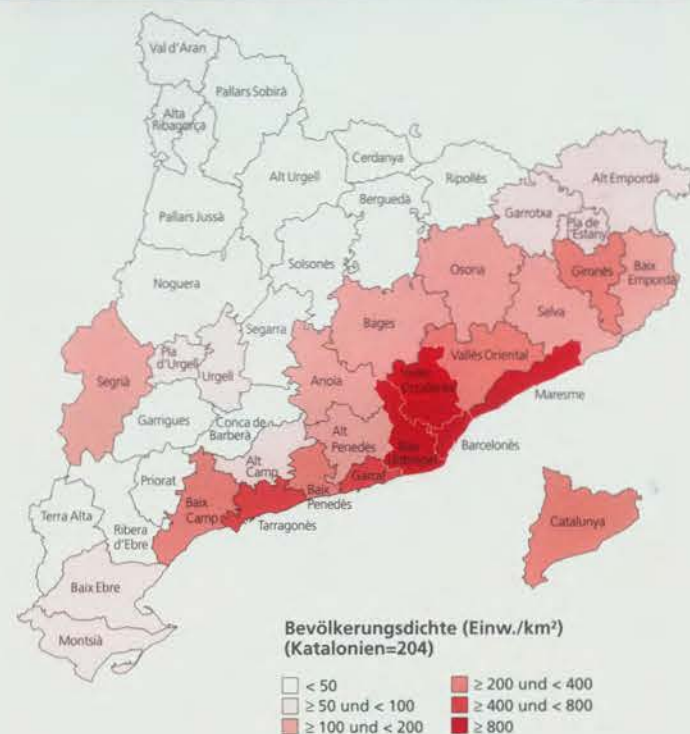 Val d'Aran
Pallars Sobirà
Alta
Ribagorça
Cerdanya
Alt Urgell
Ripollès
Alt Empordà
Berguedà
Garrotxa
Pla de
l'Estany
Pallars Jussà
Solsonès
Osona
Gironès
Baix
Empordà
Noguera
Selva
Segarra
Bages
Pla
d'Urgell
Urgell
Vallès Oriental
Segrià
Anoia
Vallès
Occidental
Maresme
Garrigues
Conca de
Barberà
Alt
Penedès
Barcelonès
Baix
Llobregat
Alt
Camp
Priorat
Garraf
Baix
Penedès
Baix
Camp
Tarragonès
Terra Alta
Ribera
d'Ebre
Catalunya
Baix Ebre
Montsià
Bevölkerungsdichte (Einw./km²)
(Katalonien=204)
< 50
≥ 50 und < 100
≥ 100 und < 200
≥ 200 und < 400
≥ 400 und < 800
≥ 800